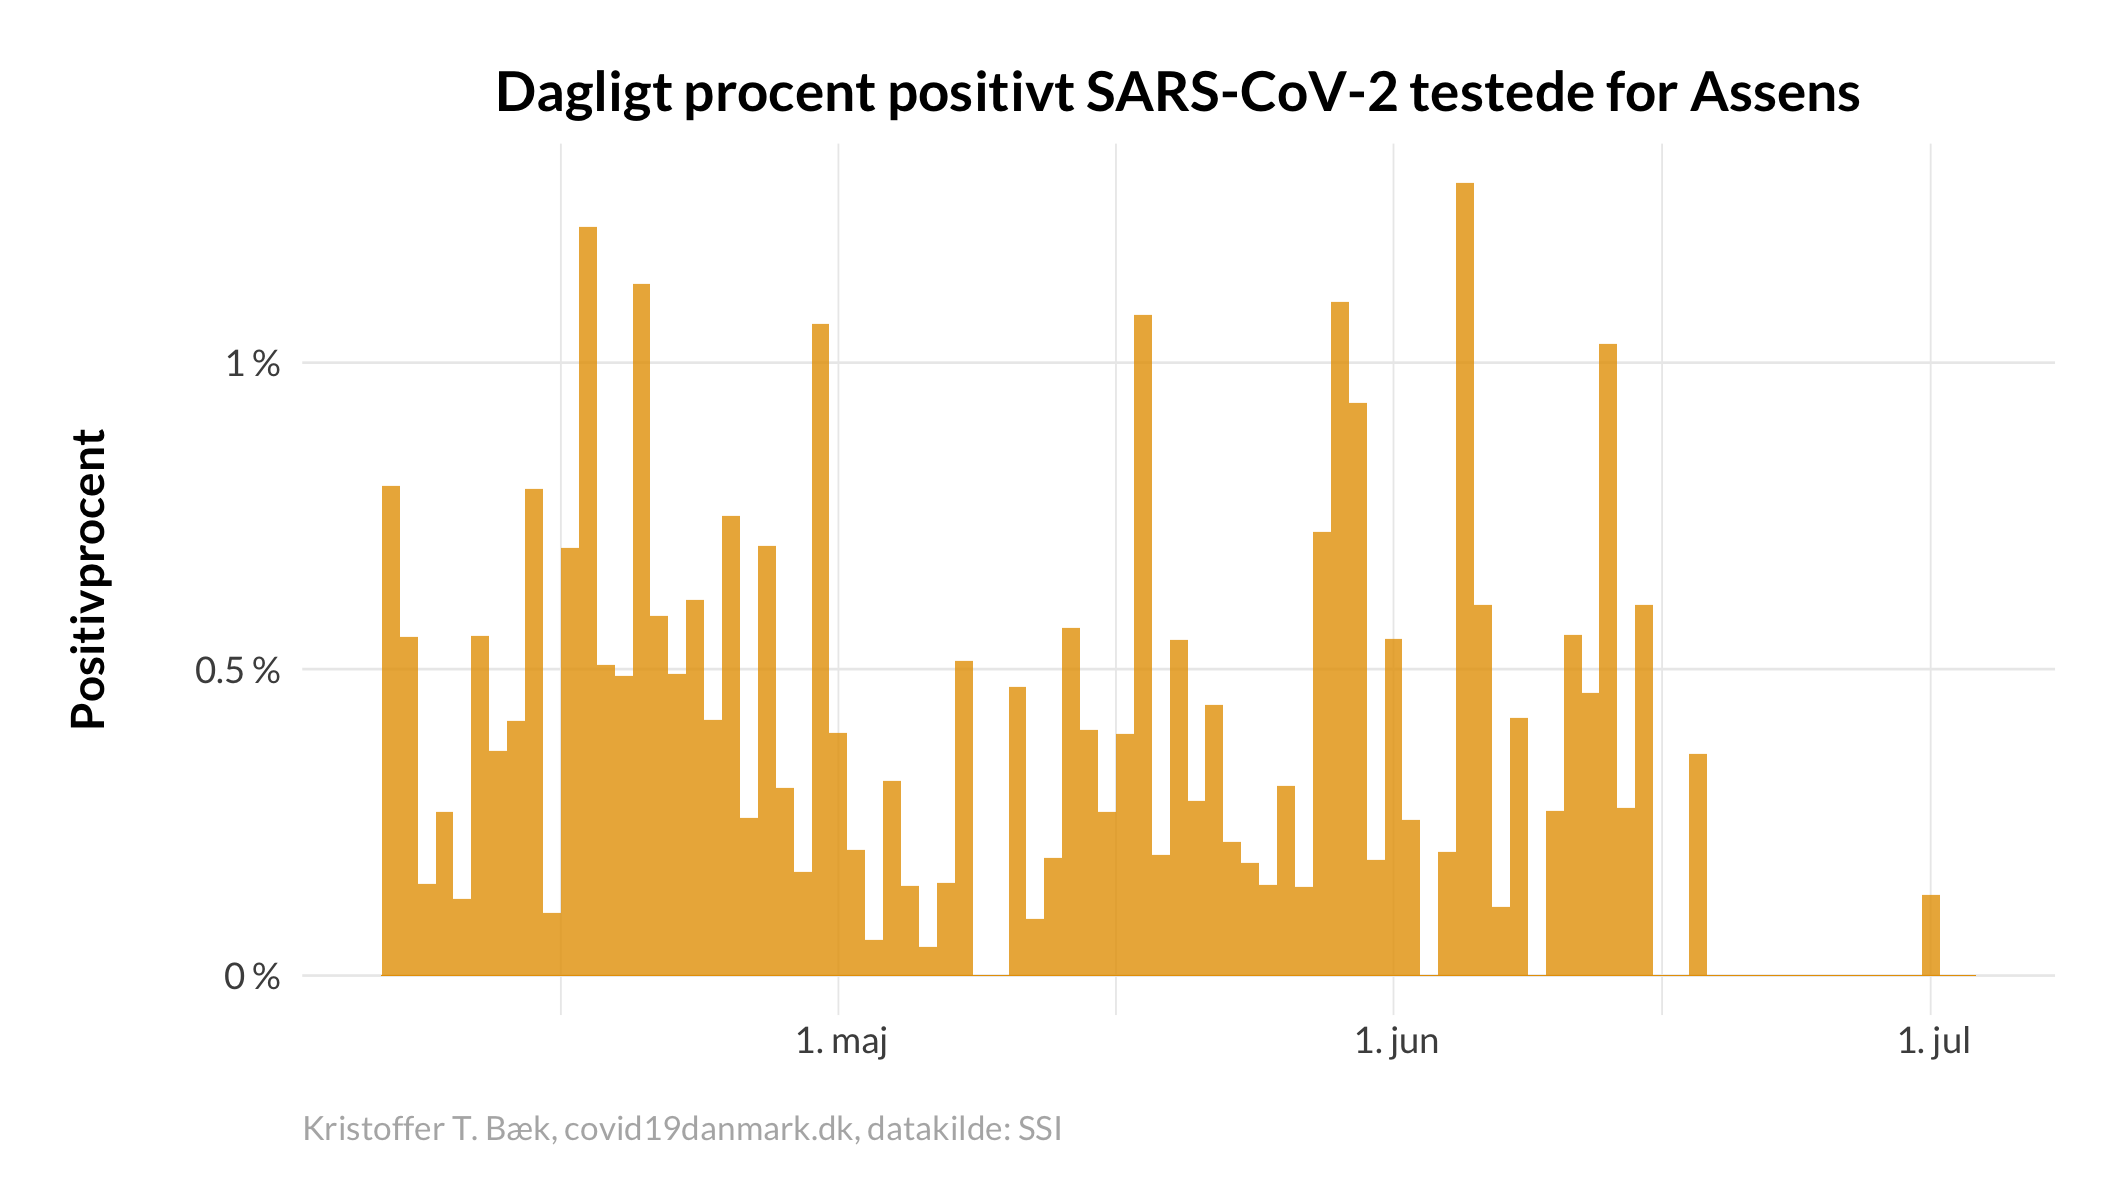 Dagligt procent positivt SARS-CoV-2 testede for Assens
Positivprocent
1 %
0.5 %
0 %
1. maj
1. jun
1. jul
Kristoffer T. Bæk, covid19danmark.dk, datakilde: SSI